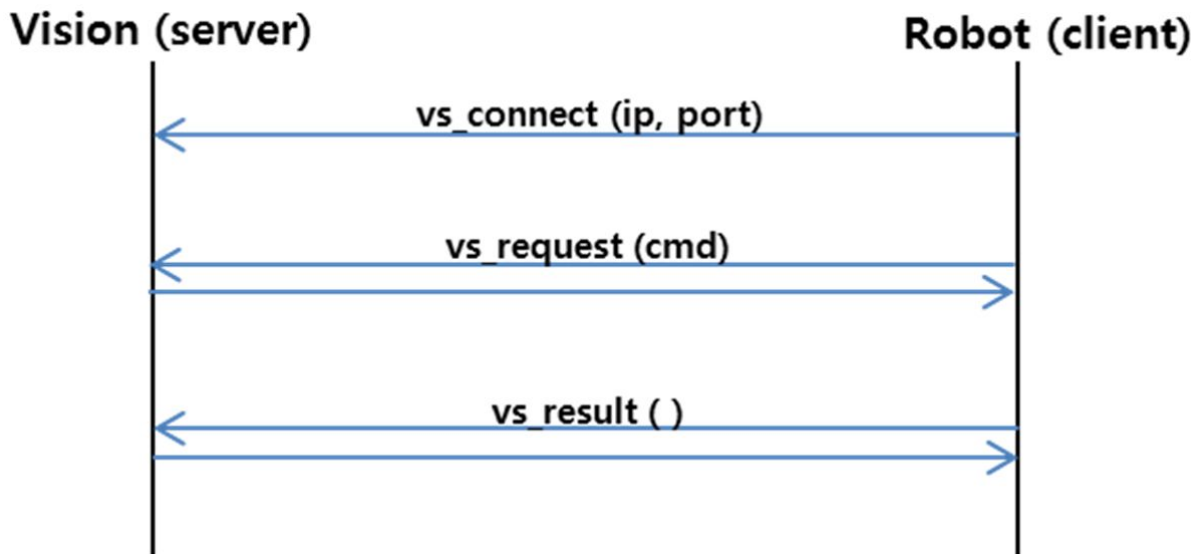 Vision (server)
Robot (client)
vs_connect (ip, port)
vs_request (cmd)
vs_result ( )